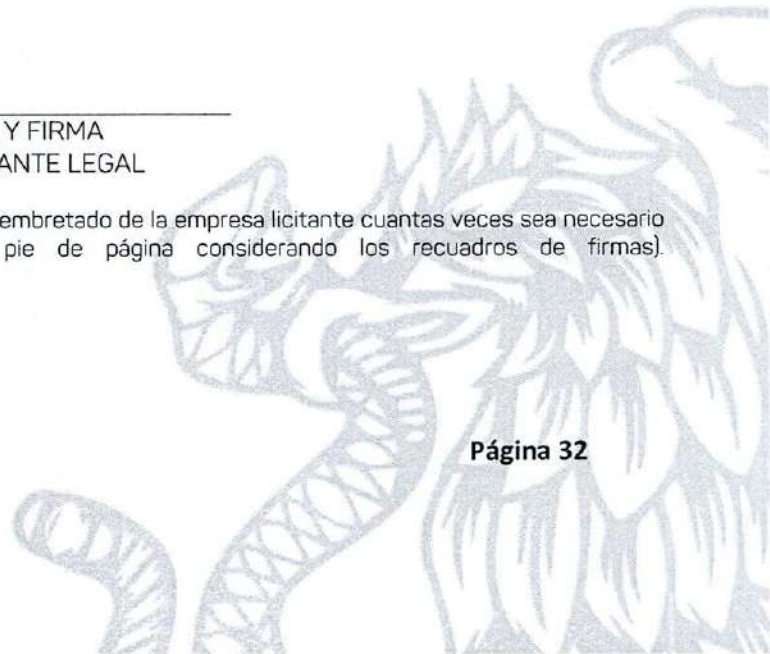 Y FIRMA
ANTE LEGAL
embretado de la empresa licitante cuantas veces sea necesario
pie de página considerando los recuadros de firmas).
Página 32